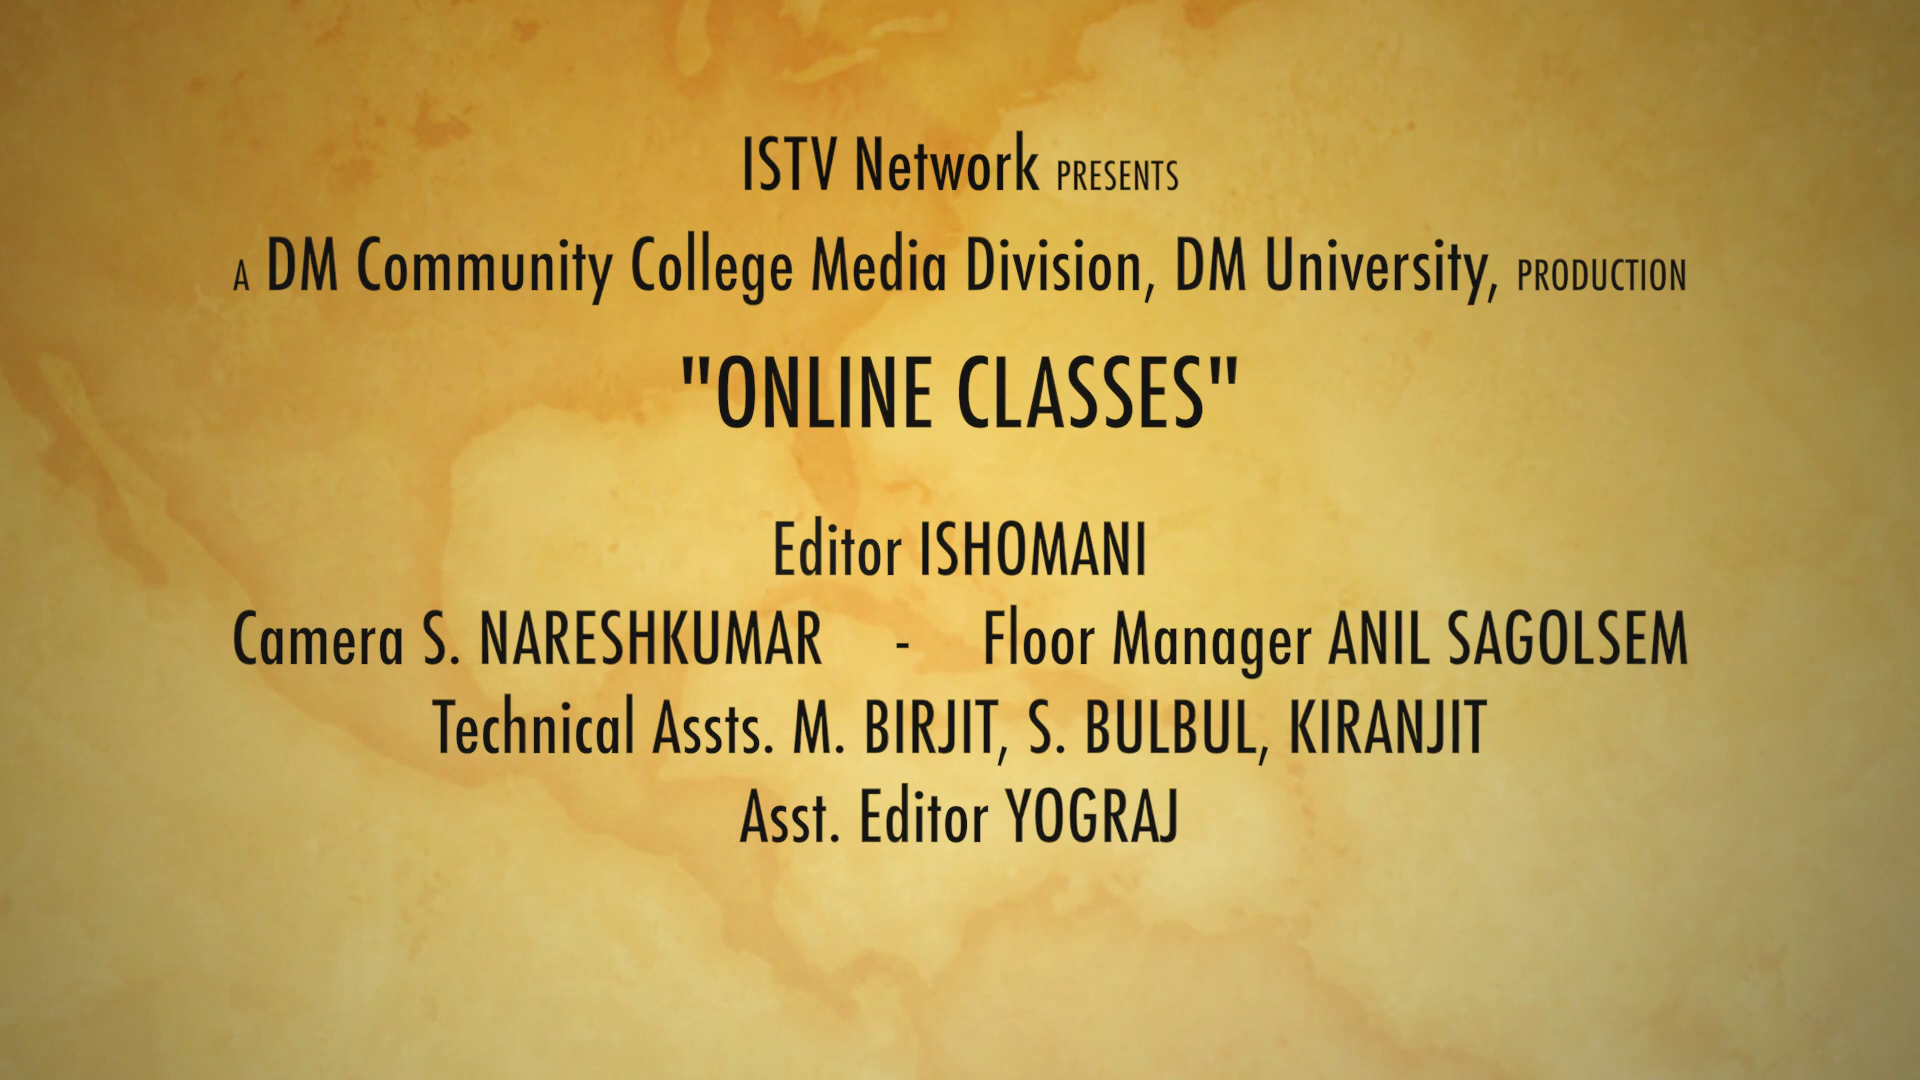 ISTV Network PRESENTS
A DM Community College Media Division, DM University, PRODUCTION
"ONLINE CLASSES"
Editor ISHOMANI
Camera S. NARESHKUMAR - Floor Manager ANIL SAGOLSEM
Technical Assts. M. BIRJIT, S. BULBUL, KIRANJIT
Asst. Editor YOGRAJ